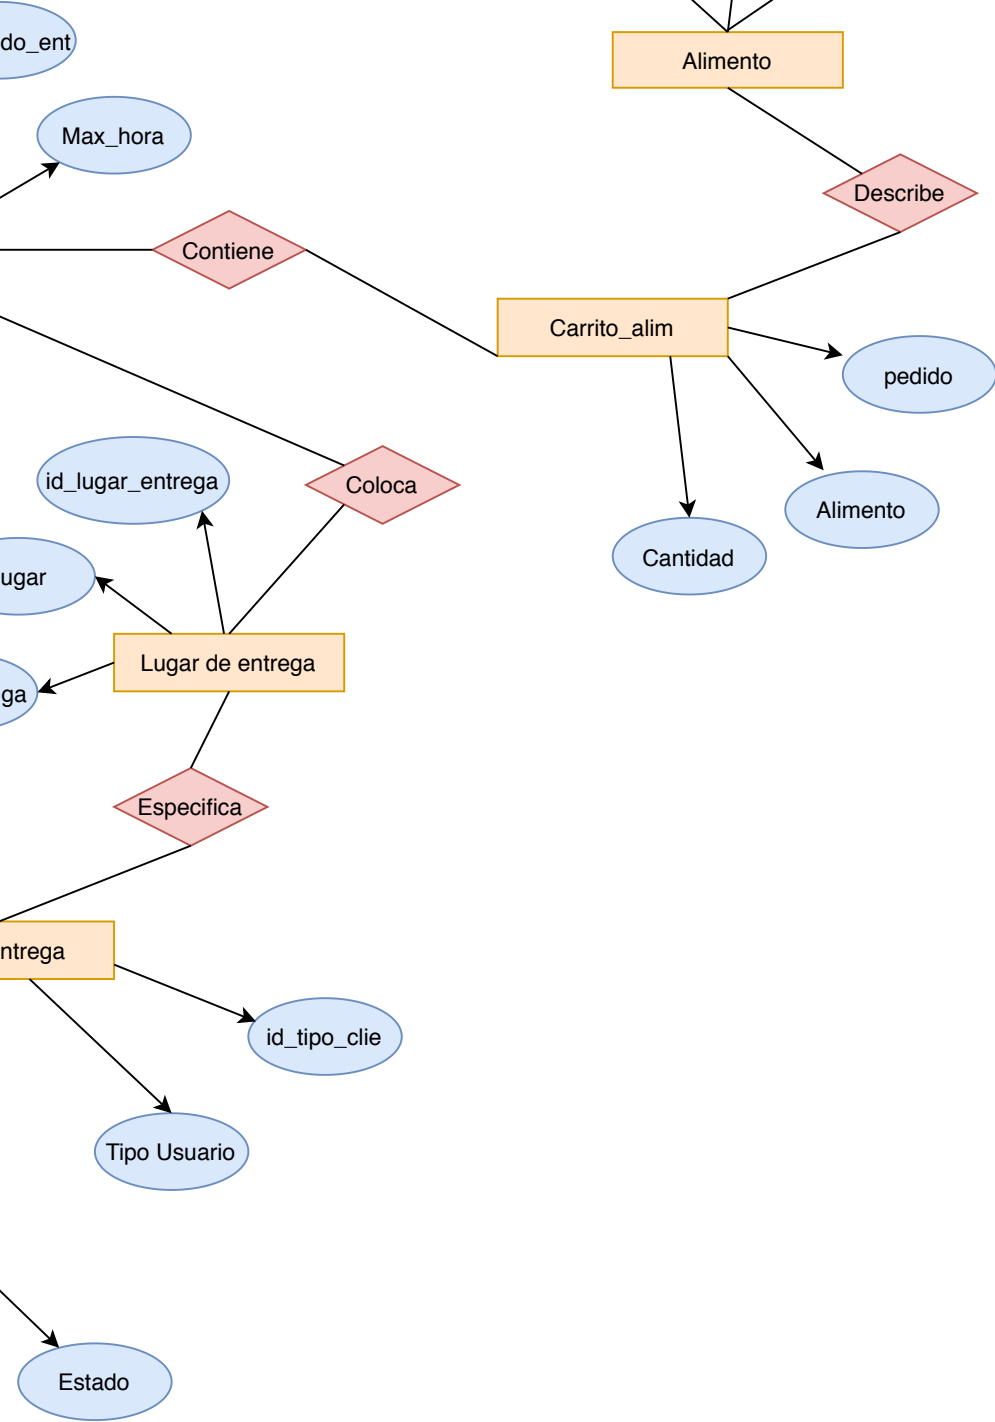 do_ent
Alimento
Max_hora
Describe
Contiene
Carrito_alim
pedido
id_lugar_entrega
Coloca
Alimento
Cantidad
ugar
Lugar de entrega
ga
Especifica
ntrega
id_tipo_clie
Tipo Usuario
Estado